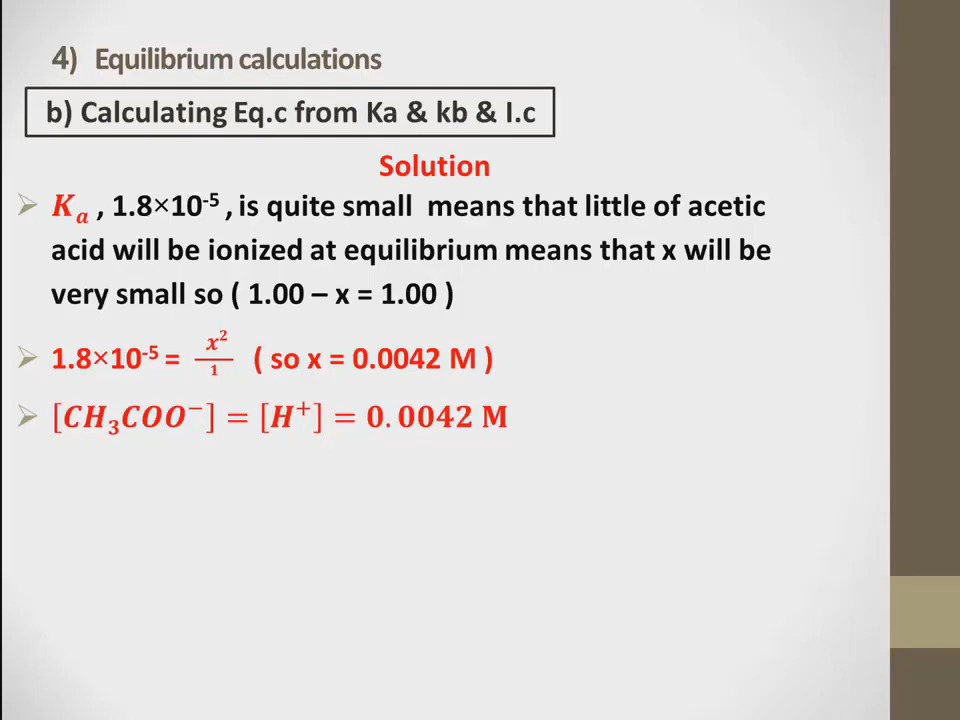 4) Equilibrium calculations
b) Calculating Eq.c from Ka & kb & I.c
Solution
➢ Kₐ , 1.8×10⁻⁵ , is quite small means that little of acetic
acid will be ionized at equilibrium means that x will be
very small so ( 1.00 – x = 1.00 )
➢ 1.8×10⁻⁵ = x²/1 ( so x = 0.0042 M )
➢ [CH₃COO⁻] = [H⁺] = 0.0042 M